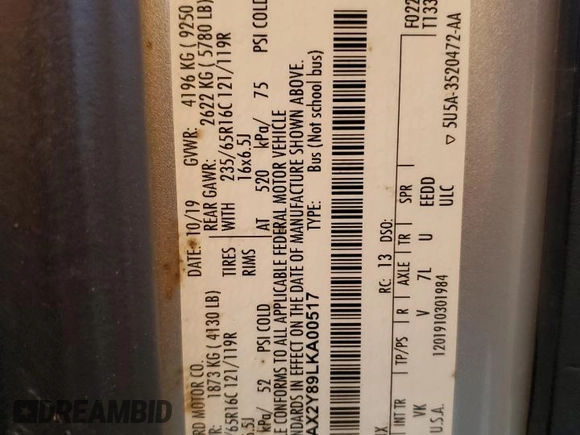 DATE: 10/19 GVWR: 4196 KG ( 9250
RD MOTOR CO. REAR GAWR: 2622 KG ( 5780 LB)
1873 KG ( 4130 LB) WITH 235/65R16C 121/119R
65R16C 121/119R TIRES 16x6.5J
6.5J RIMS AT 520 kPa/ 75 PSI COLD
kPa/ 52 PSI COLD
CONFORMS TO ALL APPLICABLE FEDERAL MOTOR VEHICLE
STANDARDS IN EFFECT ON THE DATE OF MANUFACTURE SHOWN ABOVE.
AX2Y89LKA00517 TYPE: Bus (Not school bus)
F022
T133
RC: 13 DSO:
INT TR TP/PS R AXLE TR SPR
VK V 7L U EEDD
U.S.A. 1201910301984 ULC
▽ 5U5A-3520472-AA
DREAMBID